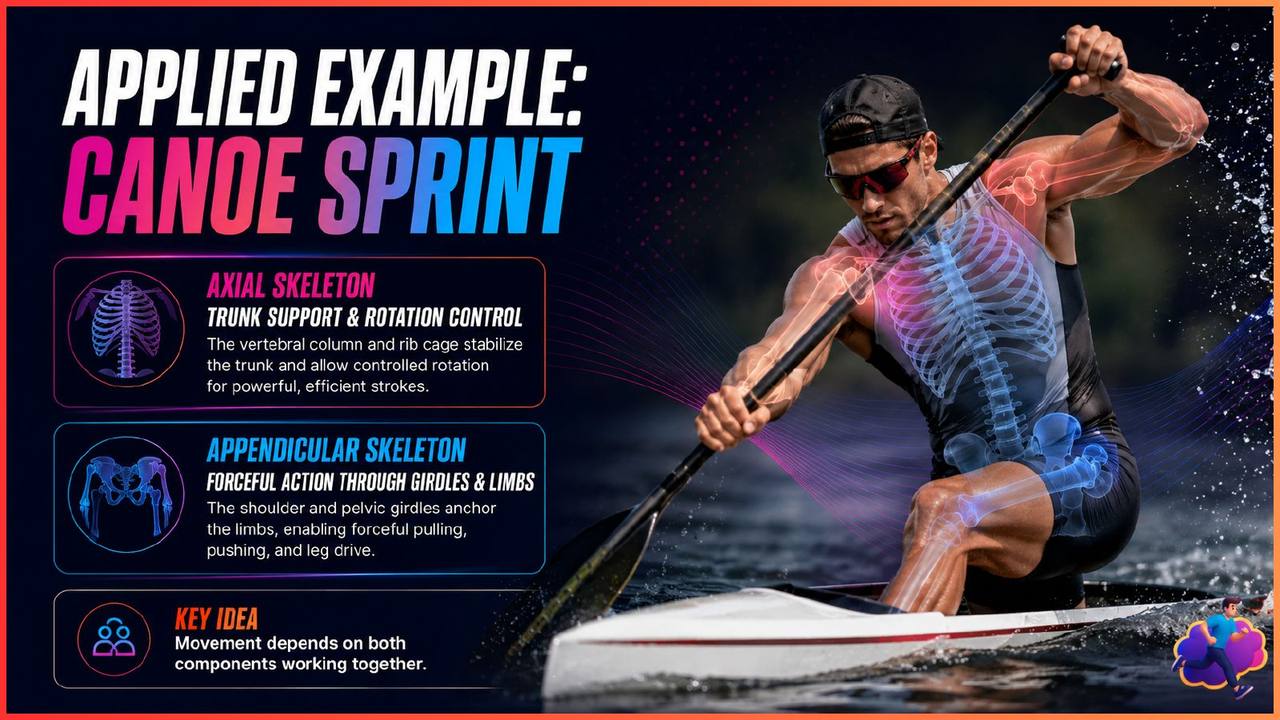 APPLIED EXAMPLE:
CANOE SPRINT
AXIAL SKELETON
TRUNK SUPPORT & ROTATION CONTROL
The vertebral column and rib cage stabilize
the trunk and allow controlled rotation
for powerful, efficient strokes.
APPENDICULAR SKELETON
FORCEFUL ACTION THROUGH GIRDLES & LIMBS
The shoulder and pelvic girdles anchor
the limbs, enabling forceful pulling,
pushing, and leg drive.
KEY IDEA
Movement depends on both
components working together.